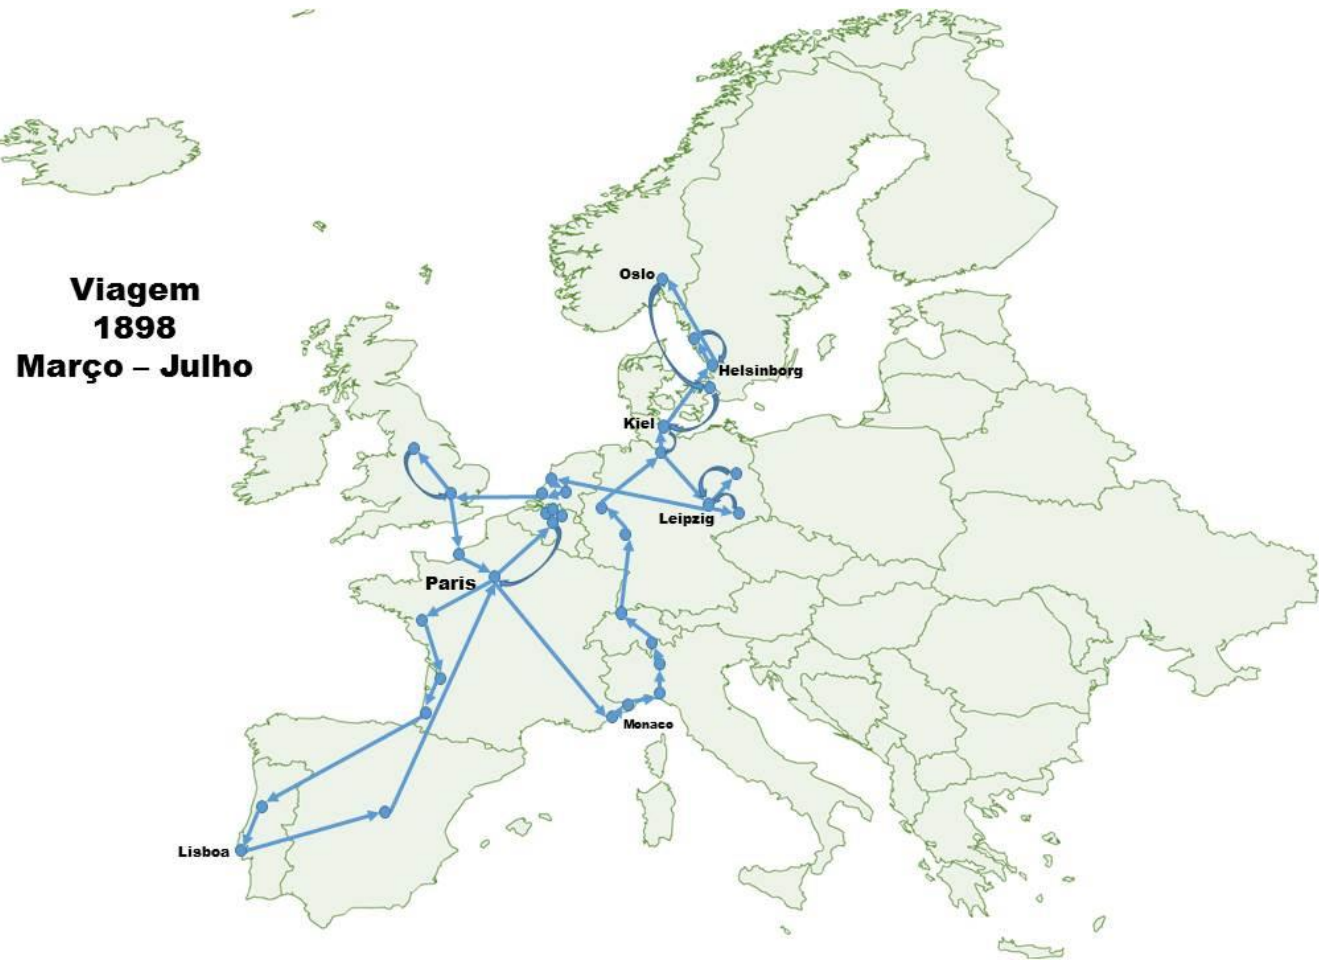 Viagem
1898
Março – Julho
Oslo
Helsinborg
Kiel
Leipzig
Paris
Monaco
Lisboa